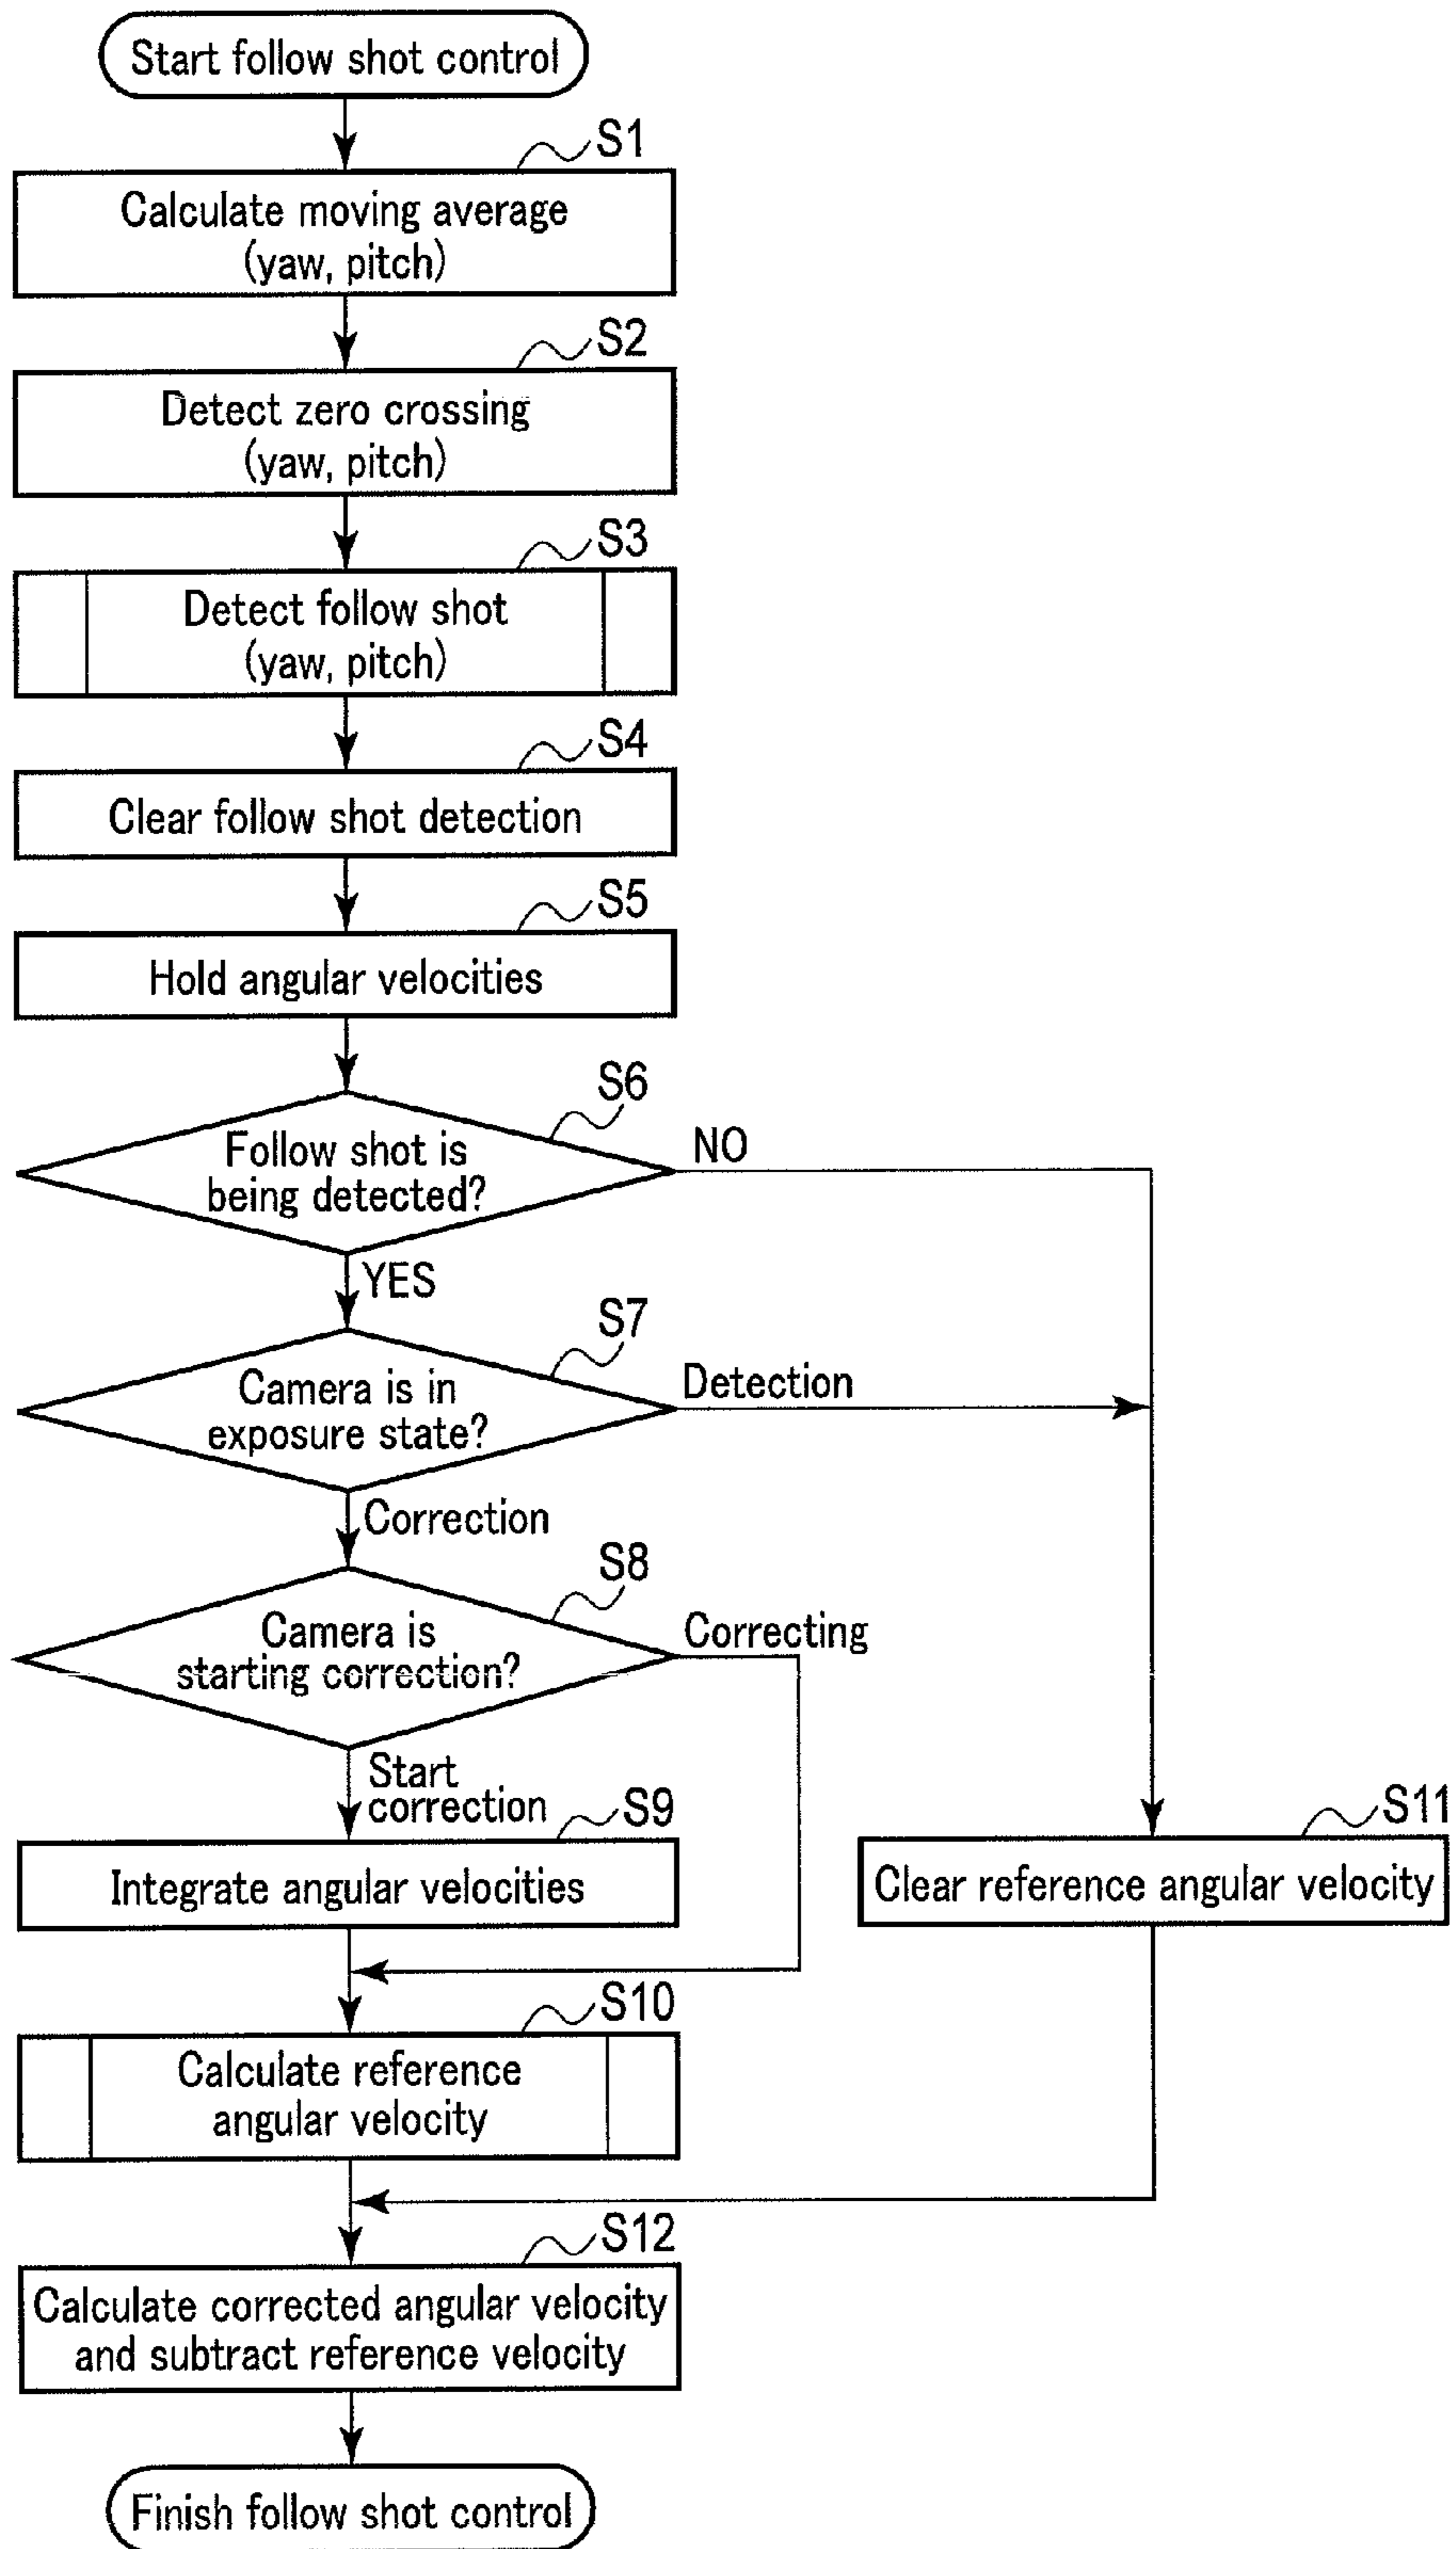 Start follow shot control
S1
Calculate moving average
(yaw, pitch)
S2
Detect zero crossing
(yaw, pitch)
S3
Detect follow shot
(yaw, pitch)
S4
Clear follow shot detection
S5
Hold angular velocities
S6
Follow shot is
being detected?
NO
YES
S7
Camera is in
exposure state?
Detection
Correction
S8
Camera is
starting correction?
Correcting
Start
correction
S9
Integrate angular velocities
S11
Clear reference angular velocity
S10
Calculate reference
angular velocity
S12
Calculate corrected angular velocity
and subtract reference velocity
Finish follow shot control